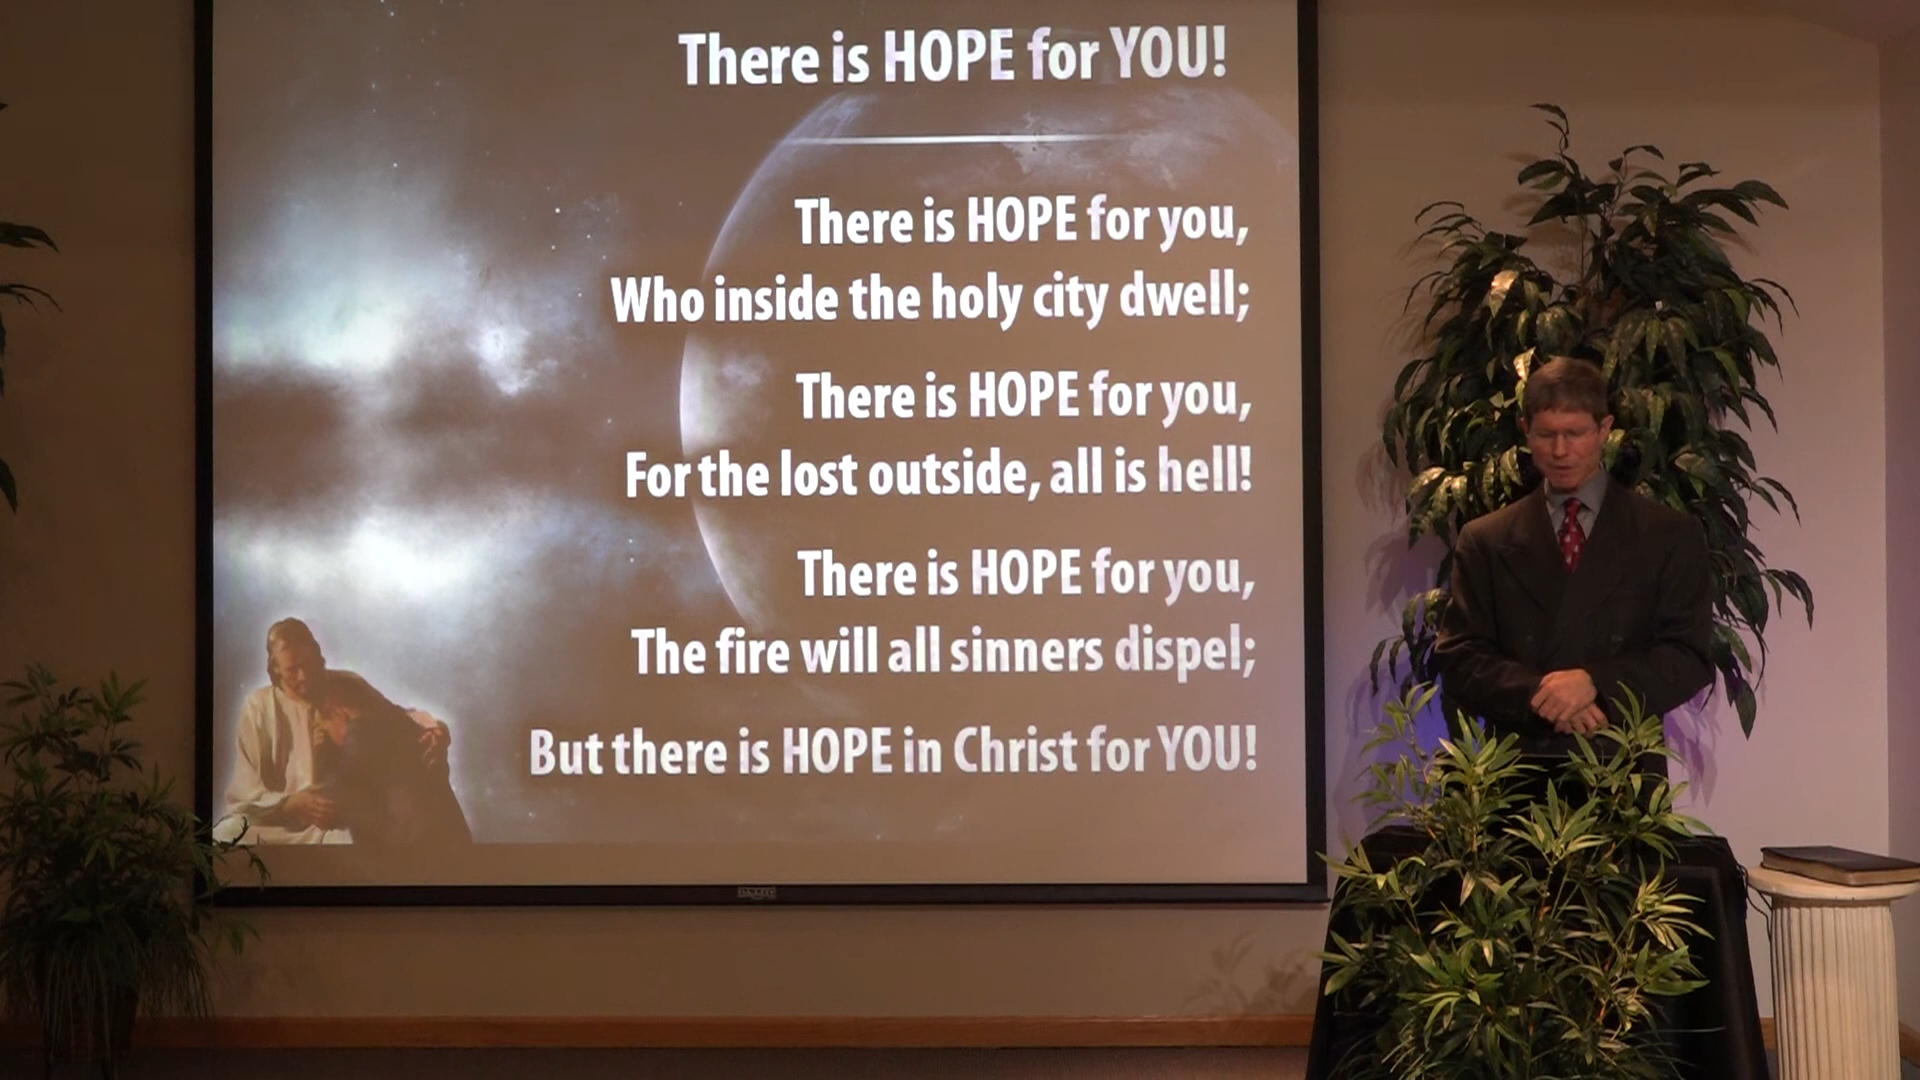 There is HOPE for YOU!
There is HOPE for you,
Who inside the holy city dwell;
There is HOPE for you,
For the lost outside, all is hell!
There is HOPE for you,
The fire will all sinners dispel;
But there is HOPE in Christ for YOU!